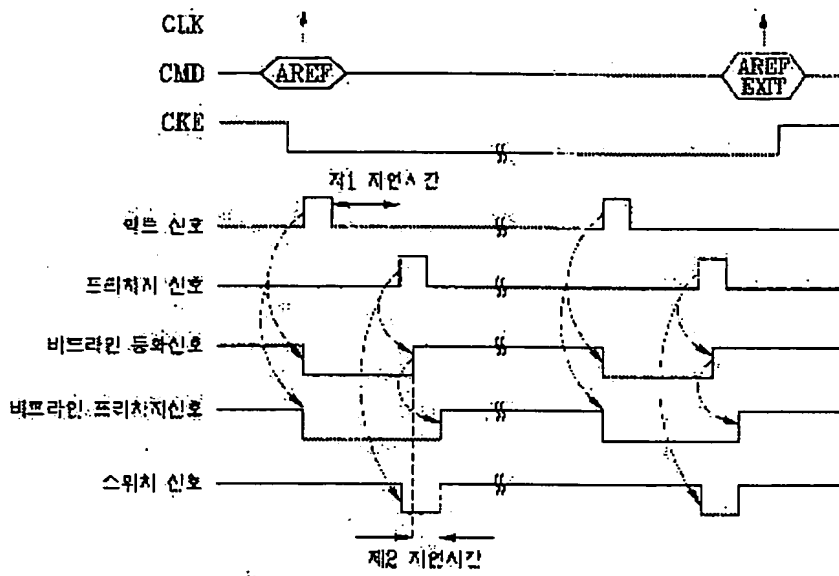 CLK
CMD
AREF
AREF
EXIT
CKE
제1 지연시간
액트 신호
프리차지 신호
비트라인 등화신호
비트라인 프리차지신호
스위치 신호
제2 지연시간